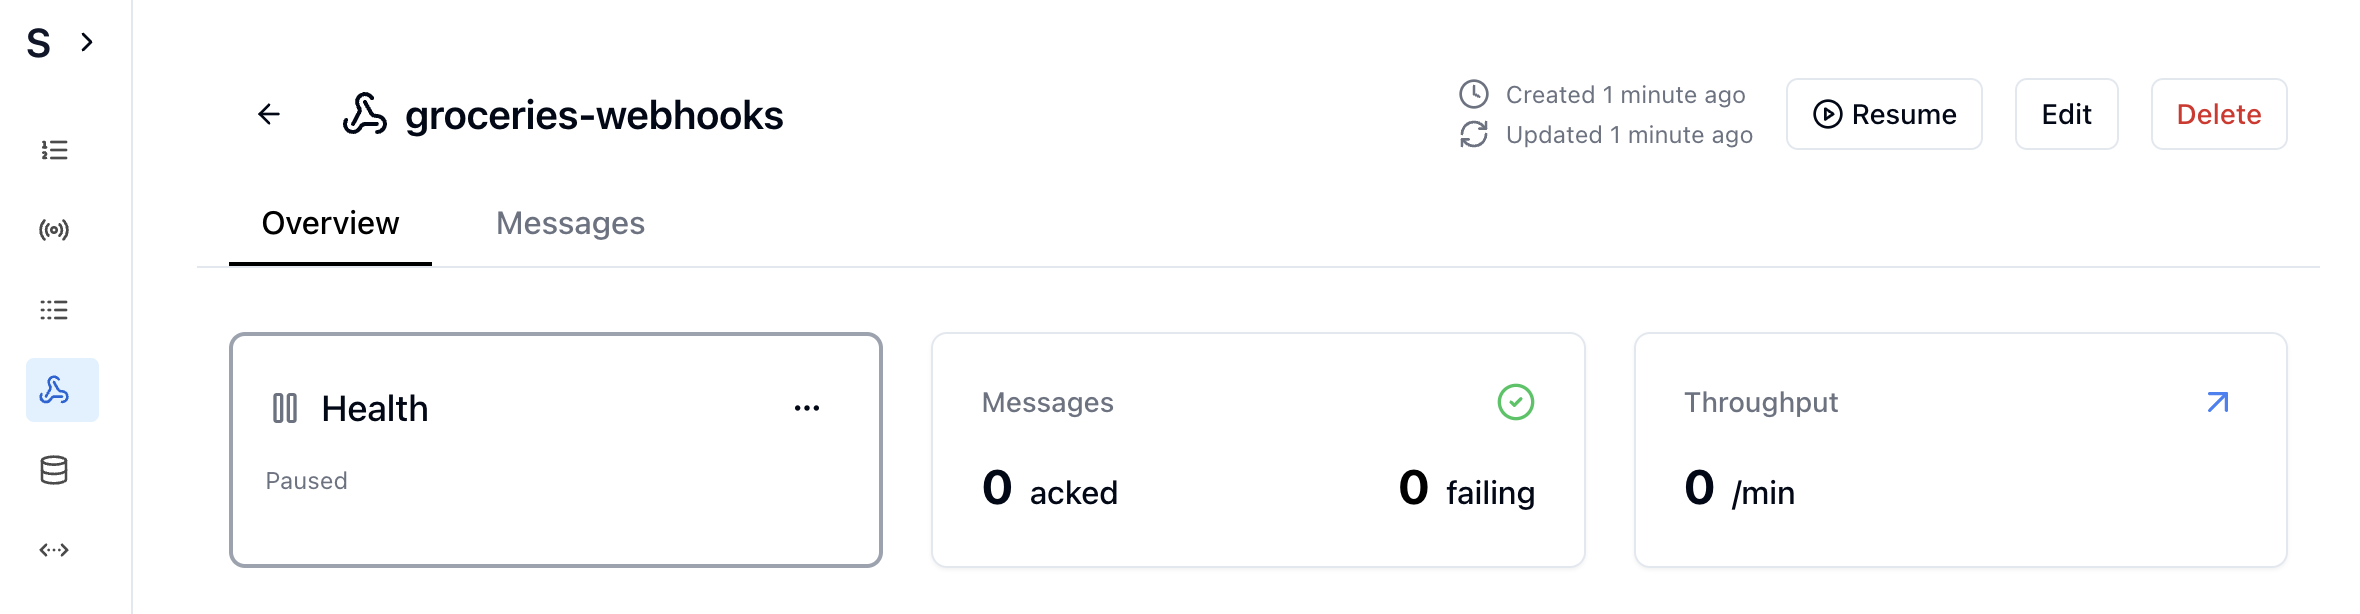 S
groceries-webhooks
Created 1 minute ago
Updated 1 minute ago
Resume
Edit
Delete
Overview
Messages
Health
Paused
Messages
0 acked
0 failing
Throughput
0 /min